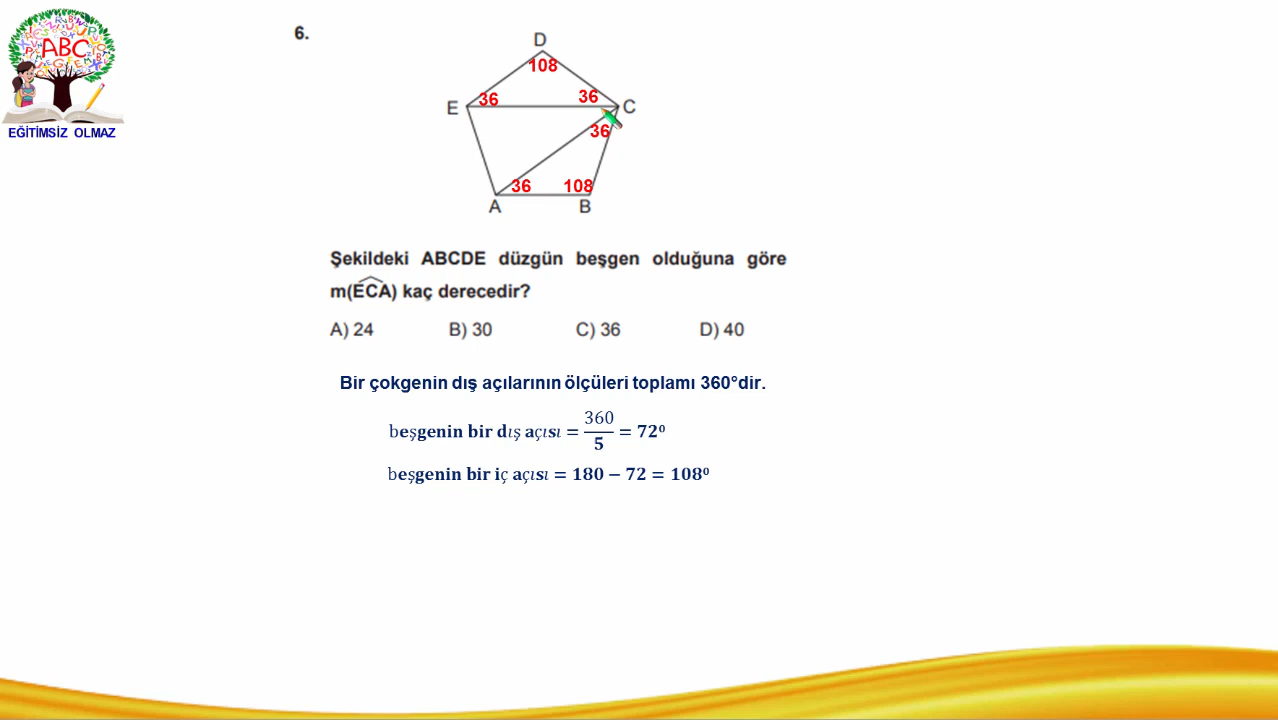 ABC
EĞİTİMSİZ OLMAZ
6.
D
108
E 36 36 C
36
36 108
A B
Şekildeki ABCDE düzgün beşgen olduğuna göre
m(ECA) kaç derecedir?
A) 24 B) 30 C) 36 D) 40
Bir çokgenin dış açılarının ölçüleri toplamı 360°dir.
beşgenin bir dış açısı = 360/5 = 72⁰
beşgenin bir iç açısı = 180 − 72 = 108⁰